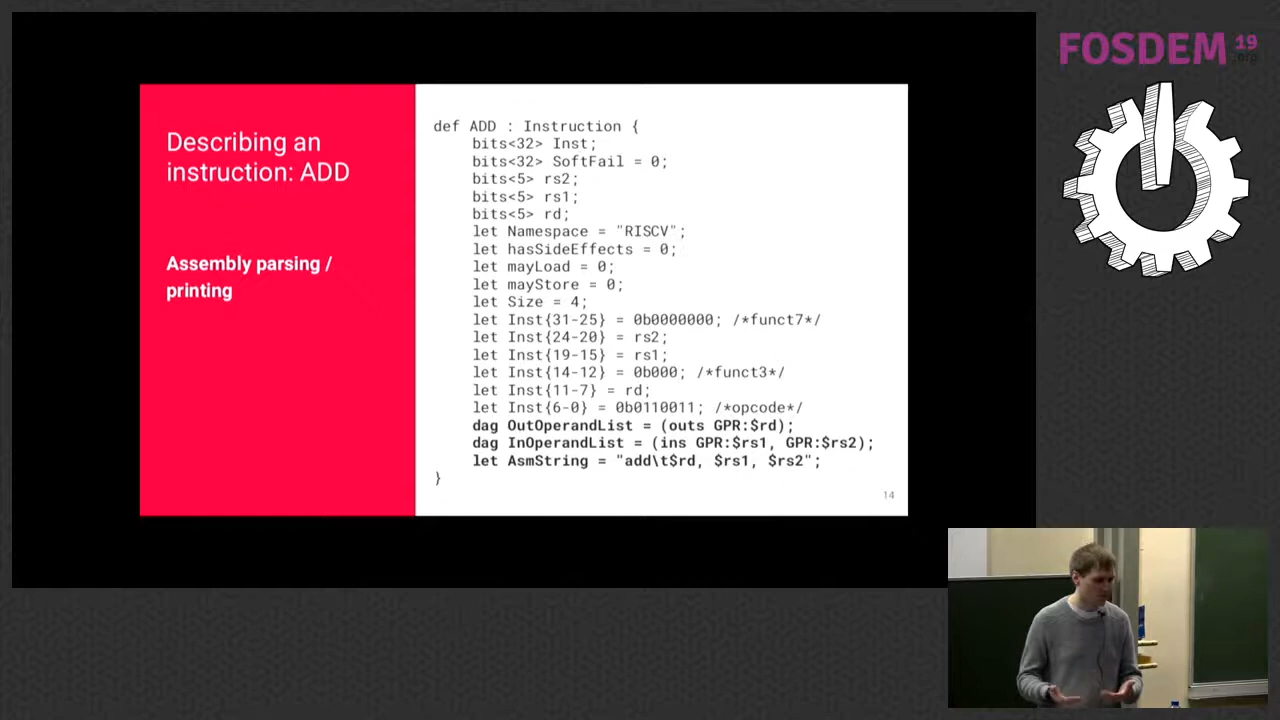 FOSDEM 19
.org
Describing an
instruction: ADD
Assembly parsing /
printing
def ADD : Instruction {
bits<32> Inst;
bits<32> SoftFail = 0;
bits<5> rs2;
bits<5> rs1;
bits<5> rd;
let Namespace = "RISCV";
let hasSideEffects = 0;
let mayLoad = 0;
let mayStore = 0;
let Size = 4;
let Inst{31-25} = 0b0000000; /*funct7*/
let Inst{24-20} = rs2;
let Inst{19-15} = rs1;
let Inst{14-12} = 0b000; /*funct3*/
let Inst{11-7} = rd;
let Inst{6-0} = 0b0110011; /*opcode*/
dag OutOperandList = (outs GPR:$rd);
dag InOperandList = (ins GPR:$rs1, GPR:$rs2);
let AsmString = "add\t$rd, $rs1, $rs2";
}
14